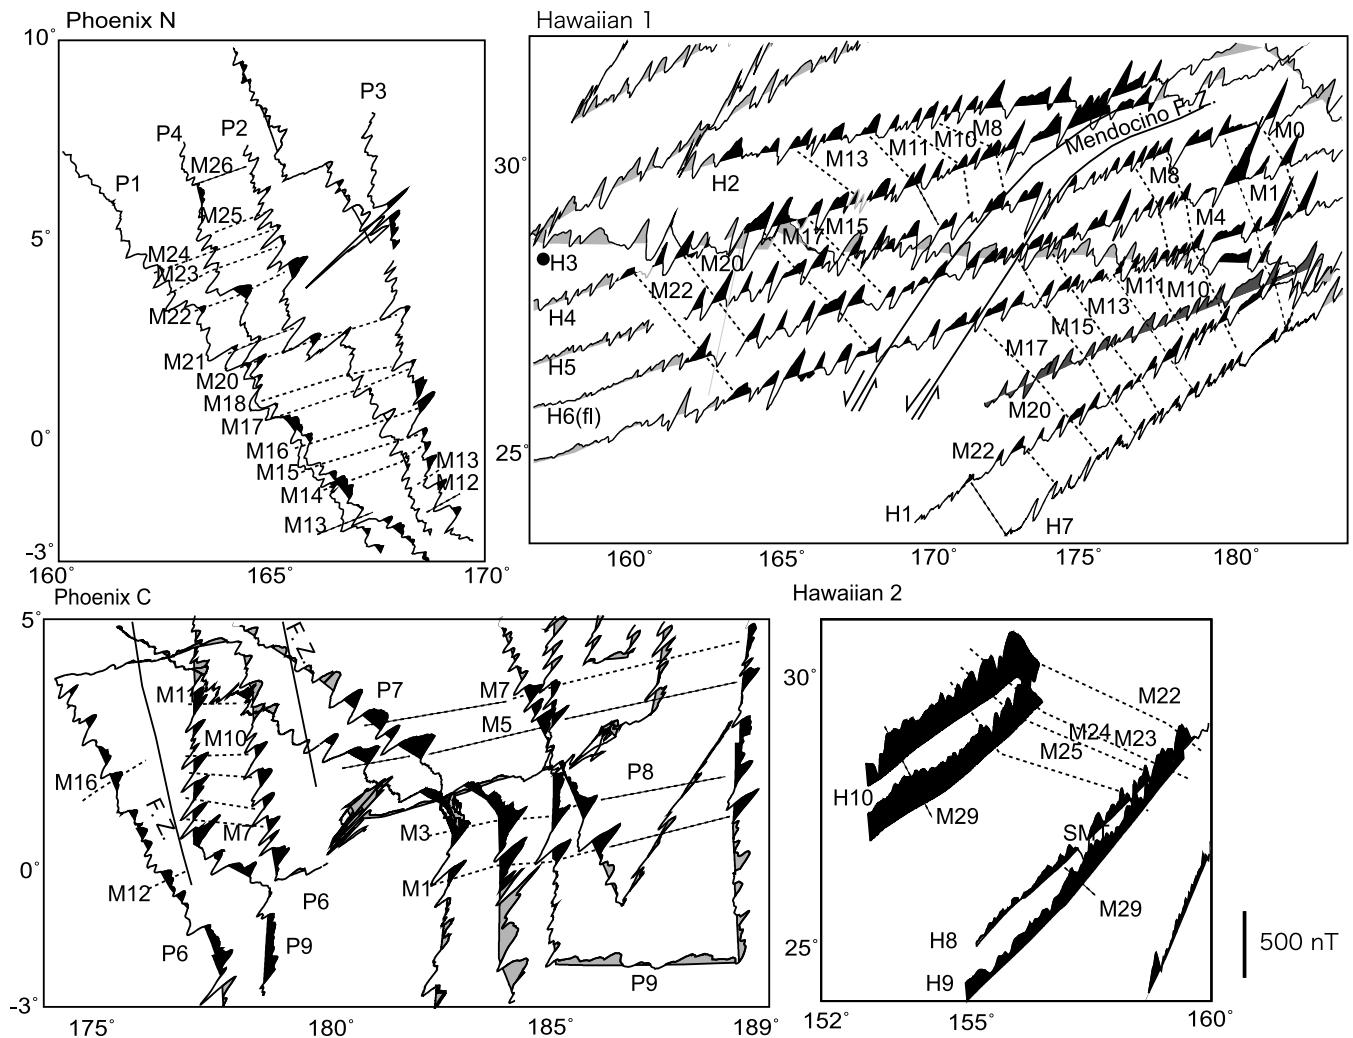 Phoenix N
10°
5°
0°
-3°
160°
165°
170°
P1
P4
P2
P3
M26
M25
M24
M23
M22
M21
M20
M18
M17
M16
M15
M14
M13
M13
M12
Hawaiian 1
30°
25°
160°
165°
170°
175°
180°
H2
H3
H4
H5
H6(fl)
H1
H7
M13
M11
M10
M8
Mendocino F. Z.
M0
M8
M1
M4
M17
M15
M20
M22
M11
M10
M13
M15
M17
M20
M22
Phoenix C
5°
0°
-3°
175°
180°
185°
189°
F. Z.
F. Z.
M11
M10
M7
M16
M12
P6
P9
P6
P7
M7
M5
M3
M1
P8
P9
Hawaiian 2
30°
25°
152°
155°
160°
M22
M24
M23
M25
H10
M29
SMT
M29
H8
H9
500 nT